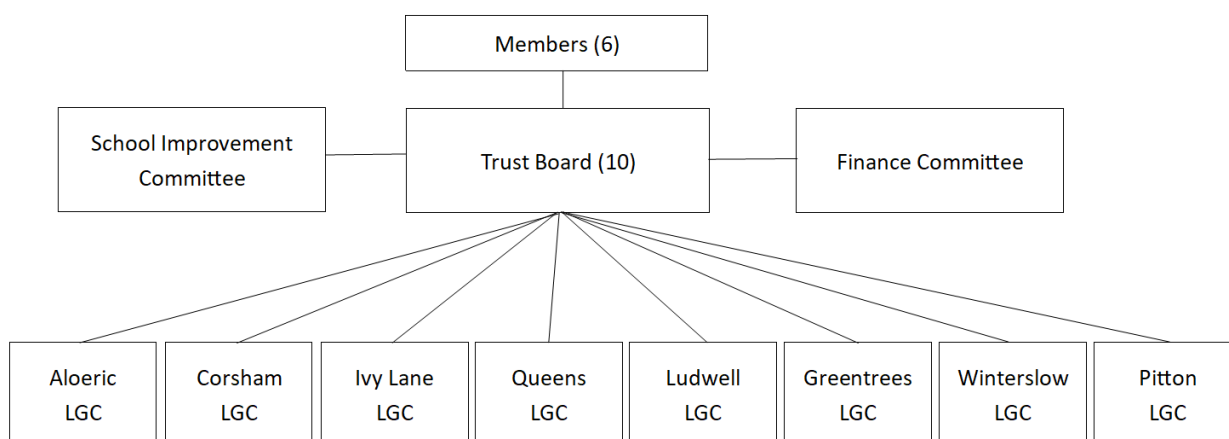 Members (6)
School Improvement
Committee
Trust Board (10)
Finance Committee
Aloeric
LGC
Corsham
LGC
Ivy Lane
LGC
Queens
LGC
Ludwell
LGC
Greentrees
LGC
Winterslow
LGC
Pitton
LGC